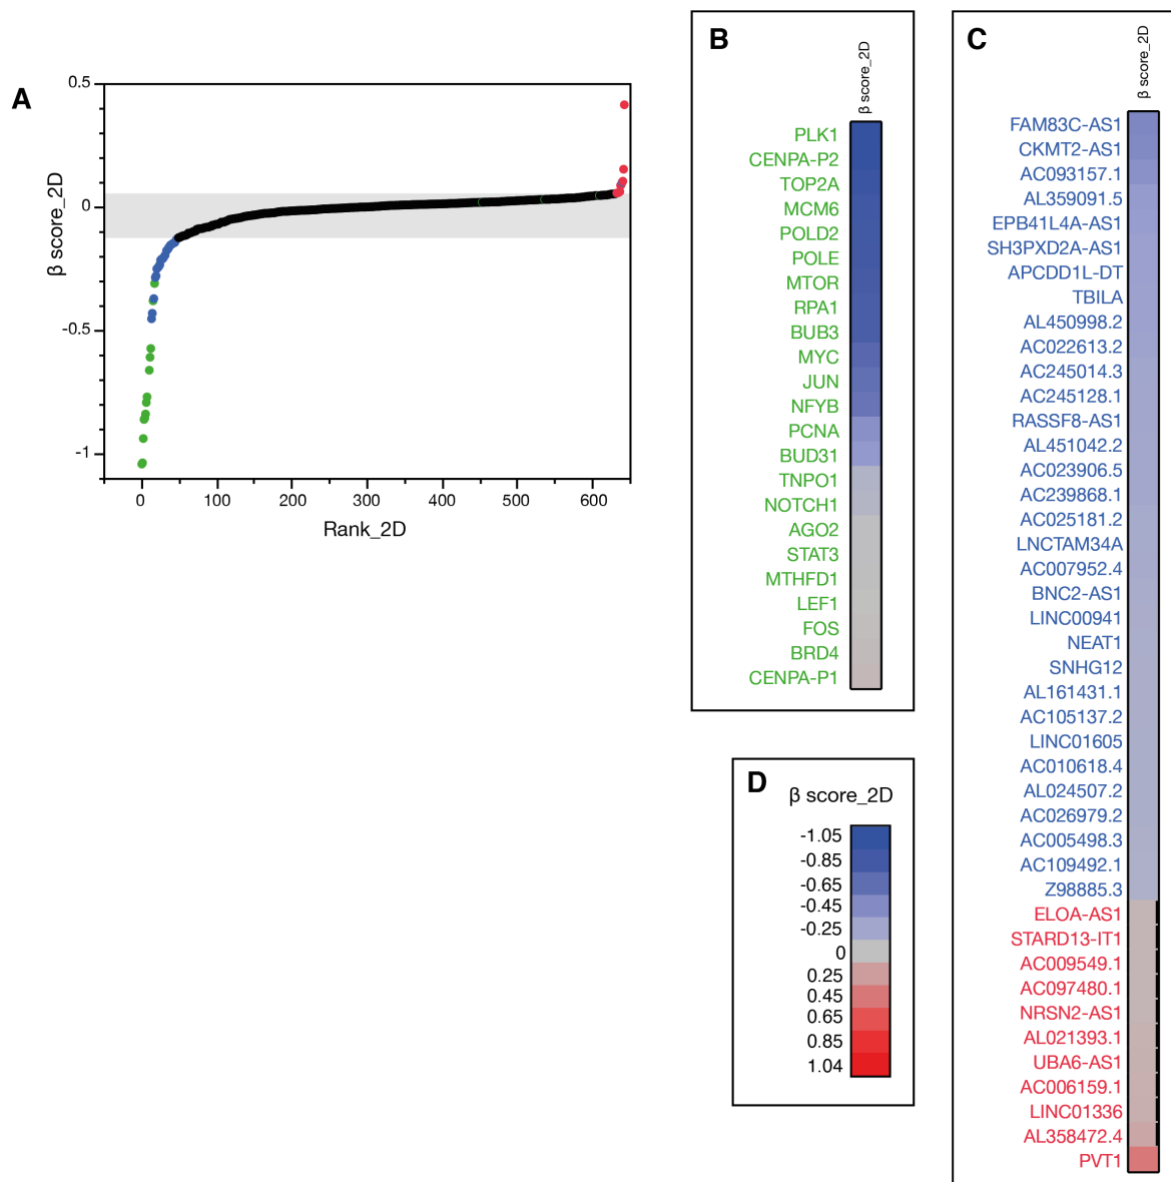 A
0.5
0
-0.5
-1
β score_2D
0
100
200
300
400
500
600
Rank_2D
B
β score_2D
PLK1
CENPA-P2
TOP2A
MCM6
POLD2
POLE
MTOR
RPA1
BUB3
MYC
JUN
NFYB
PCNA
BUD31
TNPO1
NOTCH1
AGO2
STAT3
MTHFD1
LEF1
FOS
BRD4
CENPA-P1
C
β score_2D
FAM83C-AS1
CKMT2-AS1
AC093157.1
AL359091.5
EPB41L4A-AS1
SH3PXD2A-AS1
APCDD1L-DT
TBILA
AL450998.2
AC022613.2
AC245014.3
AC245128.1
RASSF8-AS1
AL451042.2
AC023906.5
AC239868.1
AC025181.2
LNCTAM34A
AC007952.4
BNC2-AS1
LINC00941
NEAT1
SNHG12
AL161431.1
AC105137.2
LINC01605
AC010618.4
AL024507.2
AC026979.2
AC005498.3
AC109492.1
Z98885.3
ELOA-AS1
STARD13-IT1
AC009549.1
AC097480.1
NRSN2-AS1
AL021393.1
UBA6-AS1
AC006159.1
LINC01336
AL358472.4
PVT1
D
β score_2D
-1.05
-0.85
-0.65
-0.45
-0.25
0
0.25
0.45
0.65
0.85
1.04